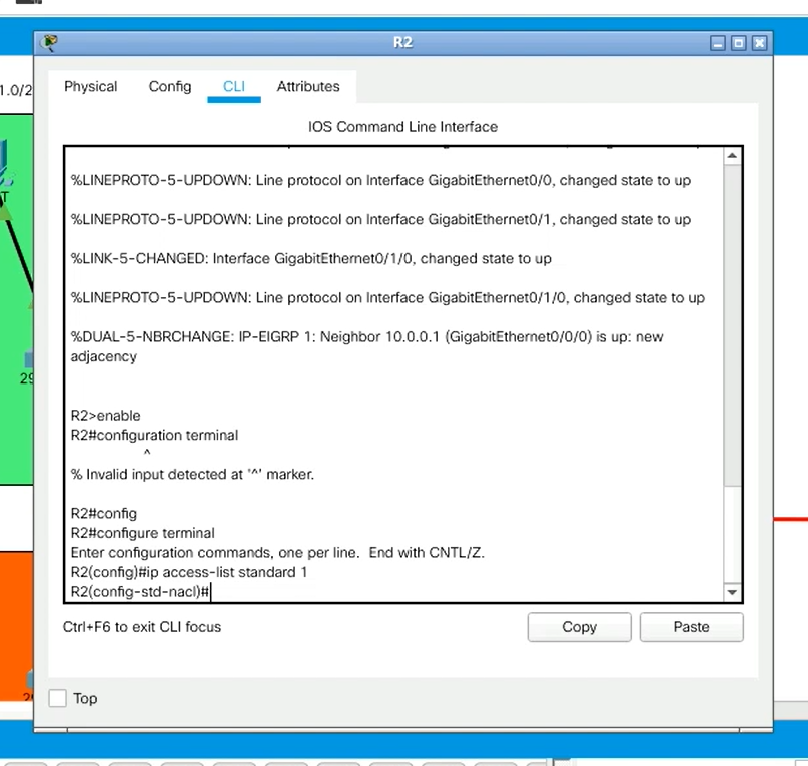 R2
1.0/2
Physical Config CLI Attributes
IOS Command Line Interface
%LINEPROTO-5-UPDOWN: Line protocol on Interface GigabitEthernet0/0, changed state to up
%LINEPROTO-5-UPDOWN: Line protocol on Interface GigabitEthernet0/1, changed state to up
%LINK-5-CHANGED: Interface GigabitEthernet0/1/0, changed state to up
%LINEPROTO-5-UPDOWN: Line protocol on Interface GigabitEthernet0/1/0, changed state to up
%DUAL-5-NBRCHANGE: IP-EIGRP 1: Neighbor 10.0.0.1 (GigabitEthernet0/0/0) is up: new
adjacency
R2>enable
R2#configuration terminal
^
% Invalid input detected at '^' marker.
R2#config
R2#configure terminal
Enter configuration commands, one per line. End with CNTL/Z.
R2(config)#ip access-list standard 1
R2(config-std-nacl)#
Ctrl+F6 to exit CLI focus
Copy
Paste
Top